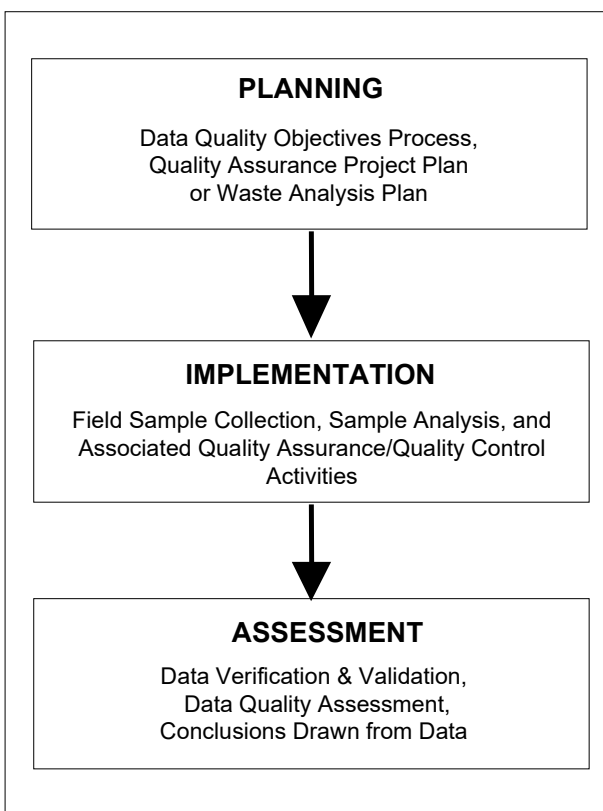 PLANNING
Data Quality Objectives Process,
Quality Assurance Project Plan
or Waste Analysis Plan
IMPLEMENTATION
Field Sample Collection, Sample Analysis, and
Associated Quality Assurance/Quality Control
Activities
ASSESSMENT
Data Verification & Validation,
Data Quality Assessment,
Conclusions Drawn from Data